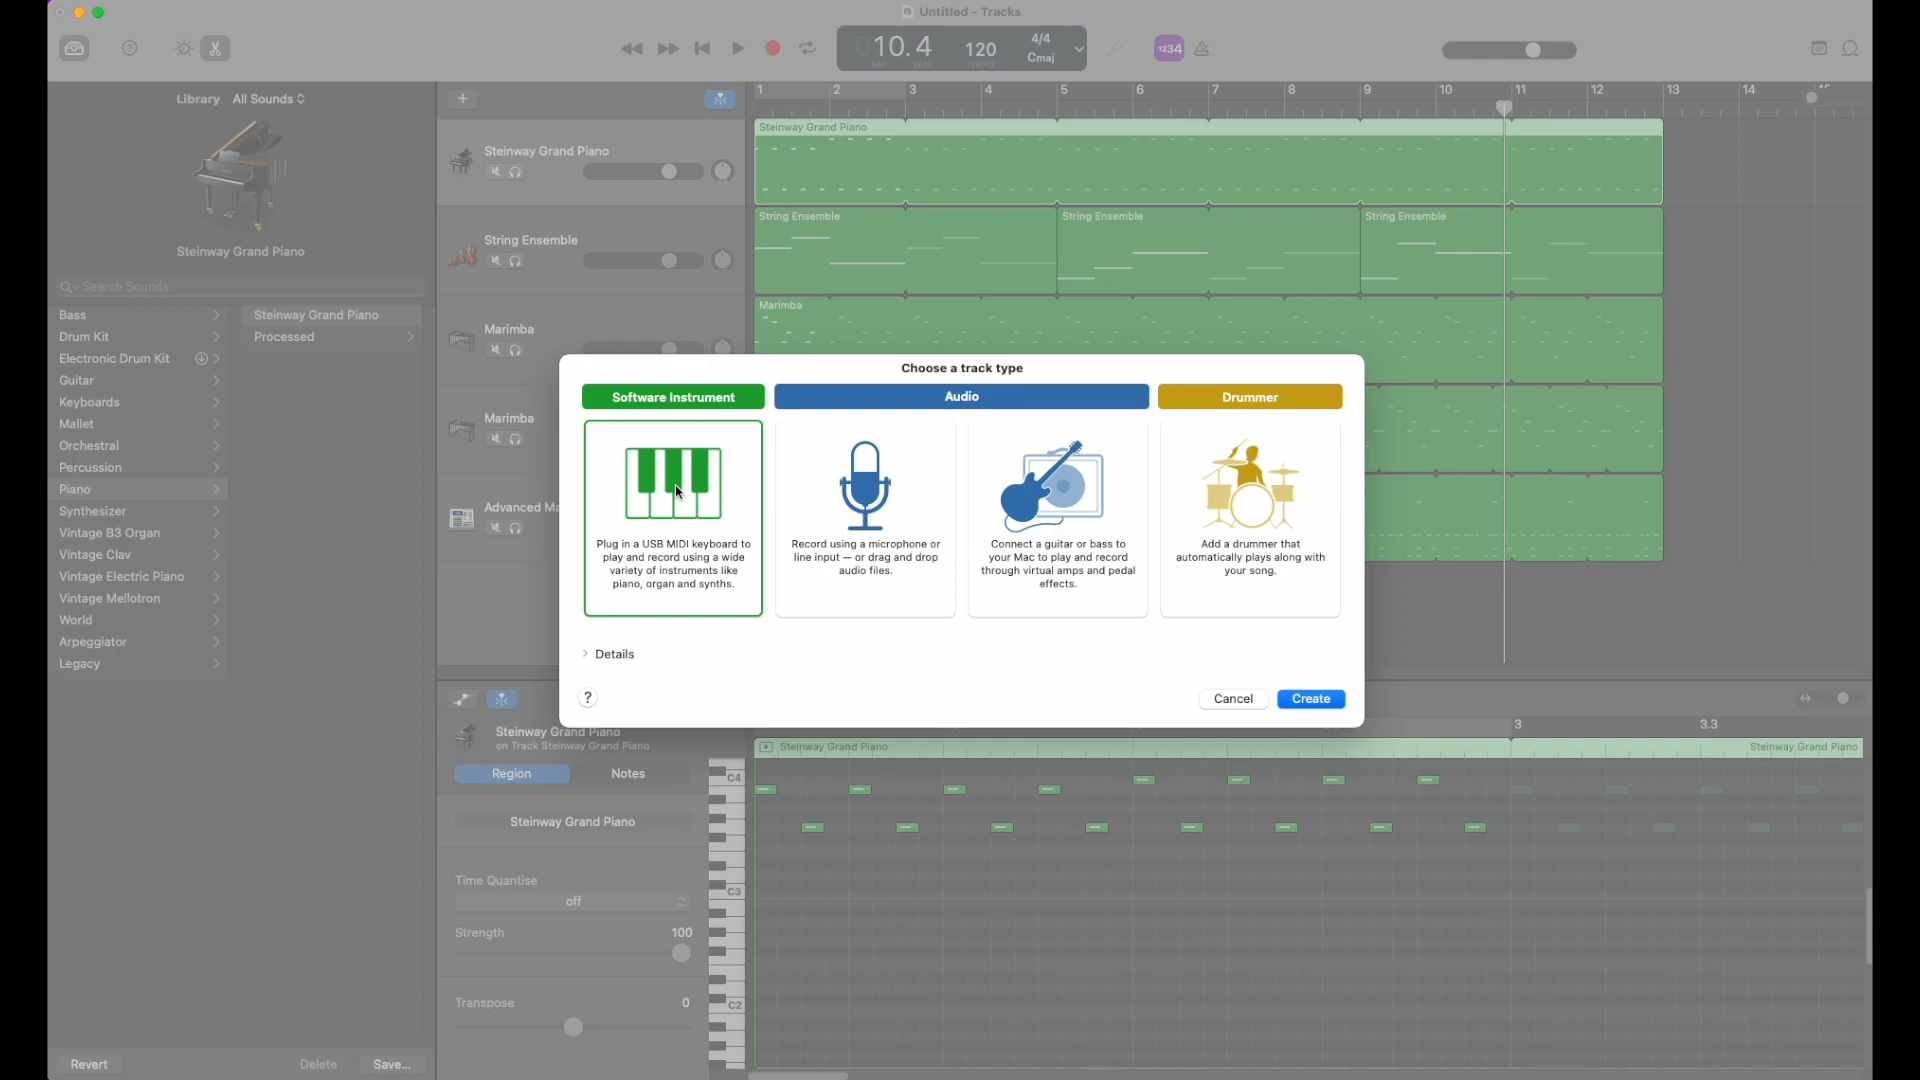 Untitled - Tracks
10.4
120
4/4
Cmaj
BAR
BEAT
TEMPO
1234
Library
All Sounds
Steinway Grand Piano
Search Sounds
Bass
Drum Kit
Electronic Drum Kit
Guitar
Keyboards
Mallet
Orchestral
Percussion
Piano
Synthesizer
Vintage B3 Organ
Vintage Clav
Vintage Electric Piano
Vintage Mellotron
World
Arpeggiator
Legacy
Steinway Grand Piano
Processed
Revert
Delete
Save...
1 2 3 4 5 6 7 8 9 10 11 12 13 14
Steinway Grand Piano
Steinway Grand Piano
String Ensemble
String Ensemble
String Ensemble
String Ensemble
Marimba
Marimba
Marimba
Advanced Ma
Choose a track type
Software Instrument
Audio
Drummer
Plug in a USB MIDI keyboard to
play and record using a wide
variety of instruments like
piano, organ and synths.
Record using a microphone or
line input — or drag and drop
audio files.
Connect a guitar or bass to
your Mac to play and record
through virtual amps and pedal
effects.
Add a drummer that
automatically plays along with
your song.
Details
?
Cancel
Create
Steinway Grand Piano
on Track Steinway Grand Piano
Region
Notes
Steinway Grand Piano
Time Quantise
off
Strength
100
Transpose
0
3
3.3
Steinway Grand Piano
Steinway Grand Piano
C4
C3
C2